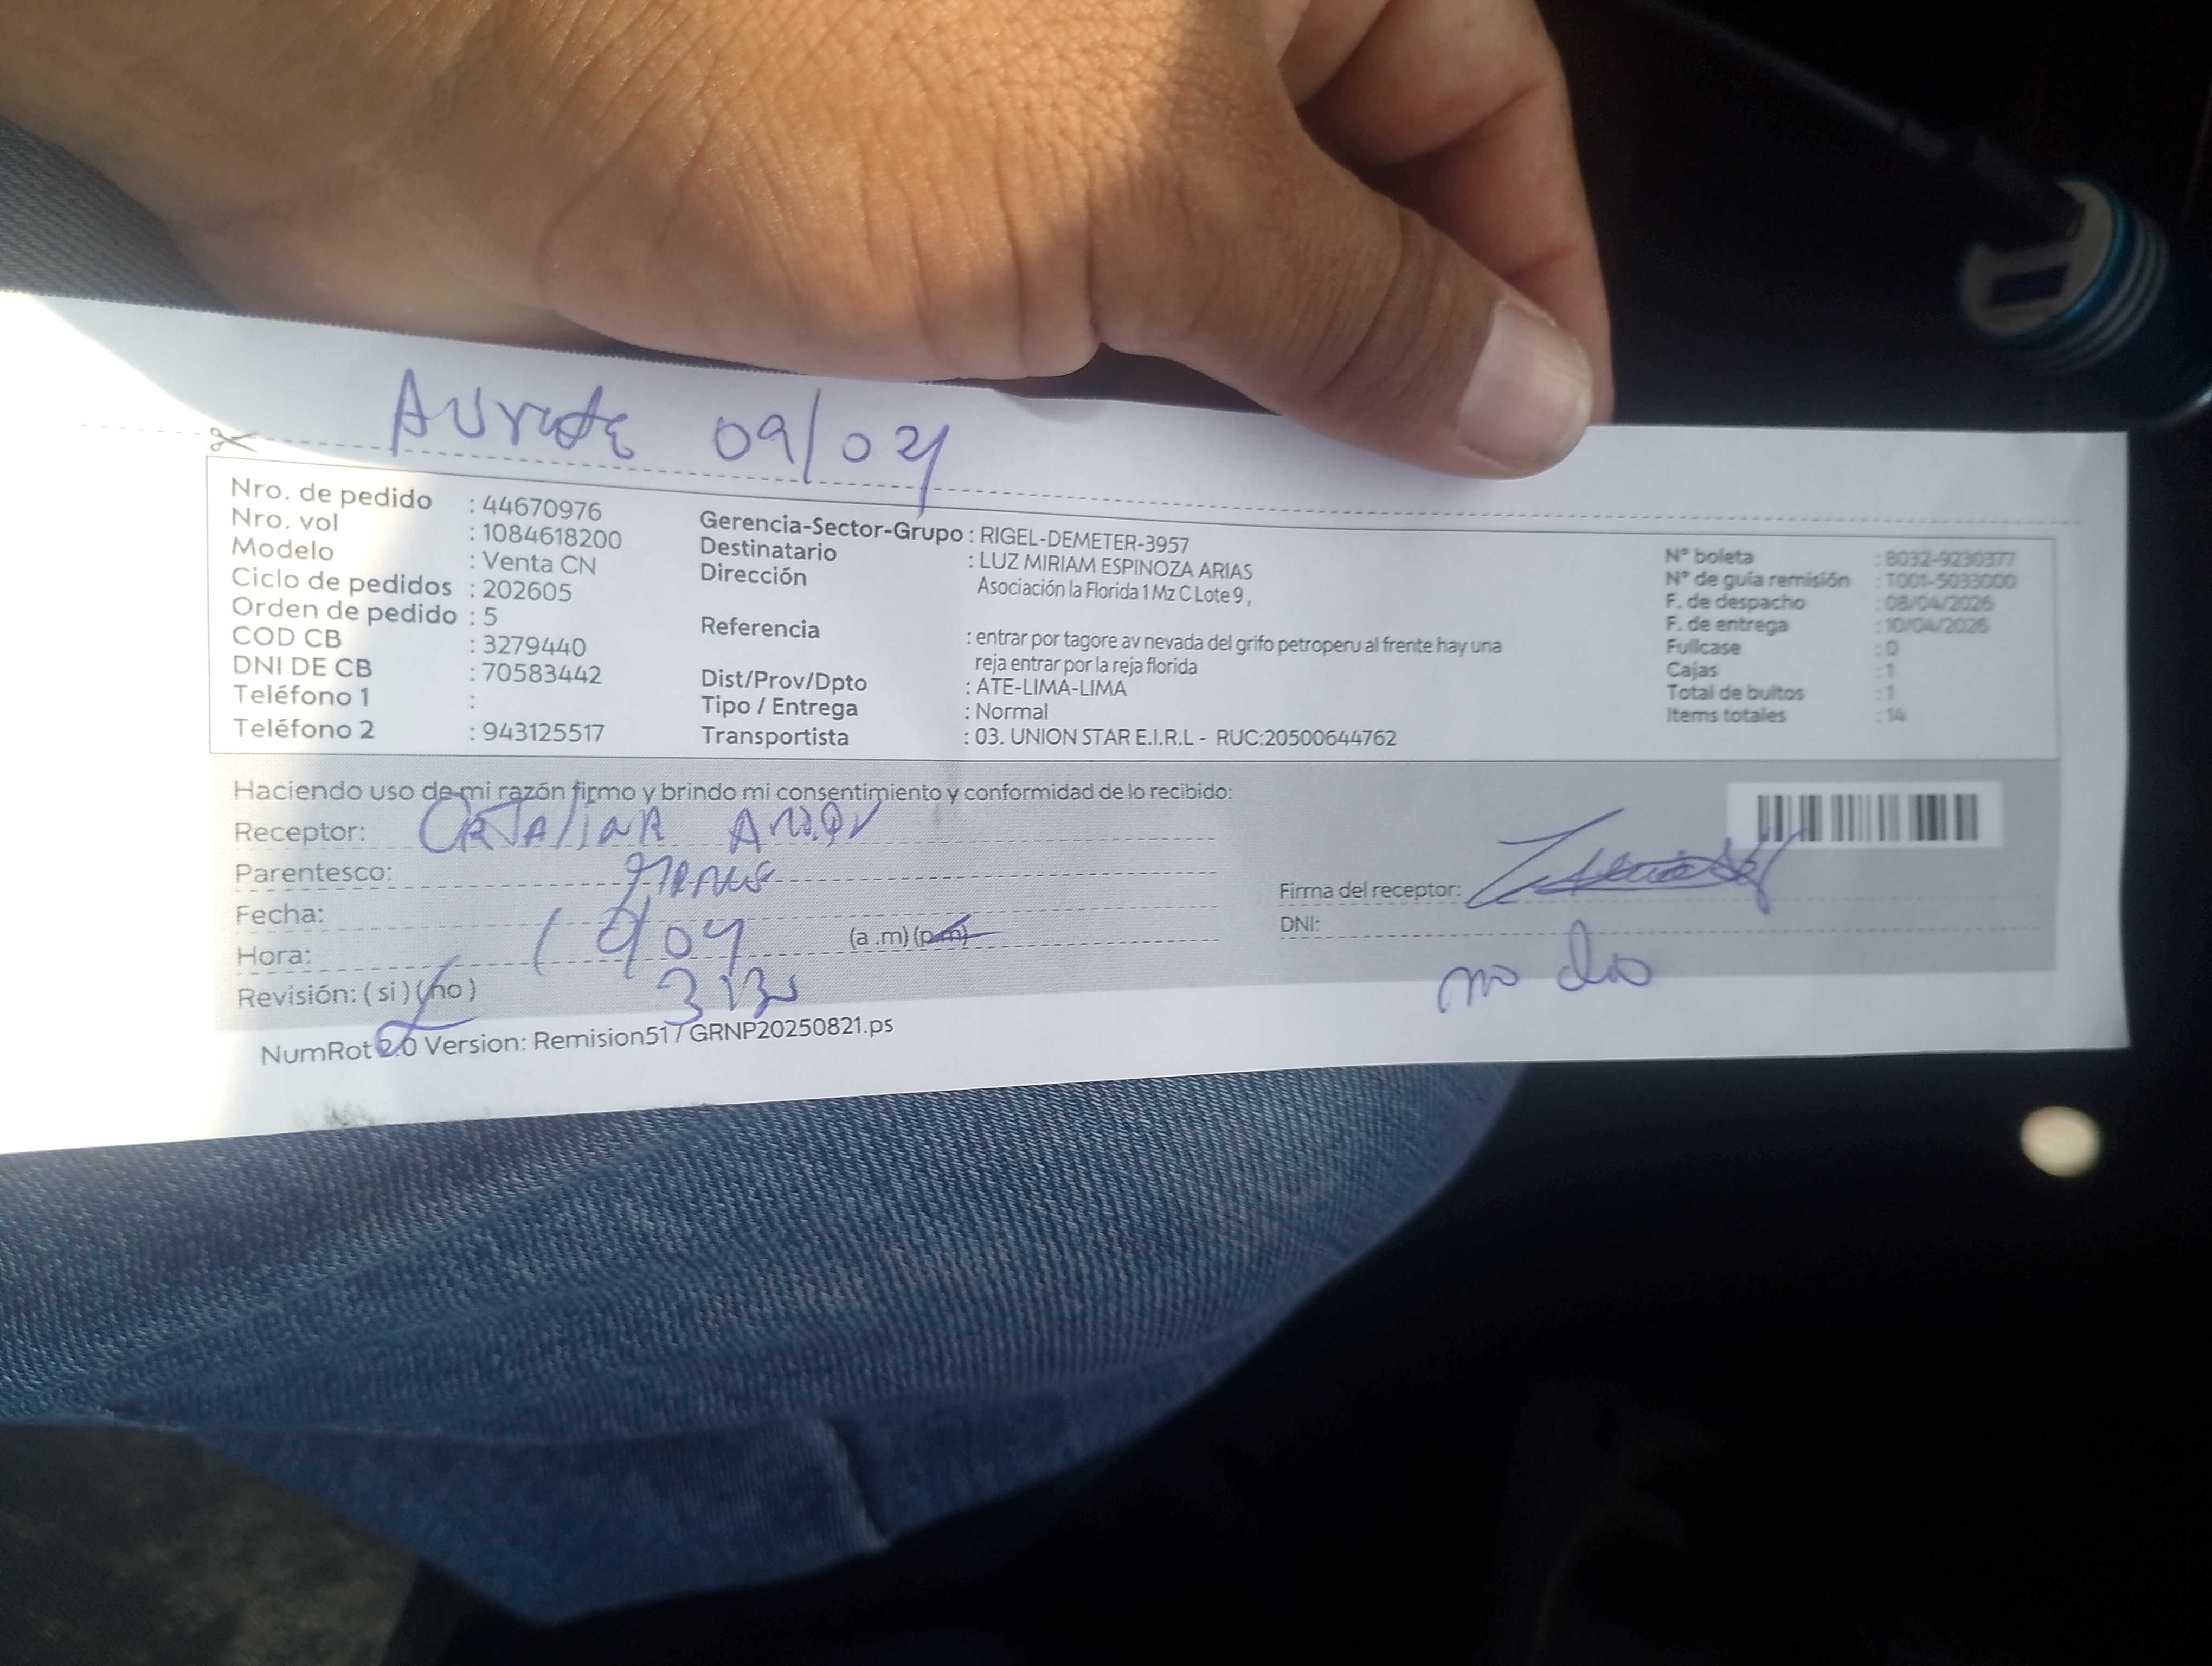 09/04
Nro. de pedido : 44670976
Nro. vol : 1084618200
Modelo : Venta CN
Ciclo de pedidos : 202605
Orden de pedido : 5
COD CB : 3279440
DNI DE CB : 70583442
Teléfono 1 :
Teléfono 2 : 943125517
Gerencia-Sector-Grupo : RIGEL-DEMETER-3957
Destinatario : LUZ MIRIAM ESPINOZA ARIAS
Dirección Asociación la Florida 1 Mz C Lote 9 ,
Referencia : entrar por tagore av nevada del grifo petroperu al frente hay una
reja entrar por la reja florida
Dist/Prov/Dpto : ATE-LIMA-LIMA
Tipo / Entrega : Normal
Transportista : 03. UNION STAR E.I.R.L - RUC:20500644762
N° boleta : B032-9230377
N° de guía remisión : T001-5033000
F. de despacho : 08/04/2026
F. de entrega : 10/04/2026
Fullcase : 0
Cajas : 1
Total de bultos : 1
Items totales : 14
Haciendo uso de mi razón firmo y brindo mi consentimiento y conformidad de lo recibido:
Receptor: CATALINA
Parentesco:
Fecha:
Hora: (a .m) (p.m)
Revisión: ( si ) ( no )
Firma del receptor:
DNI:
no dio
NumRot 2.0 Version: Remision51 / GRNP20250821.ps